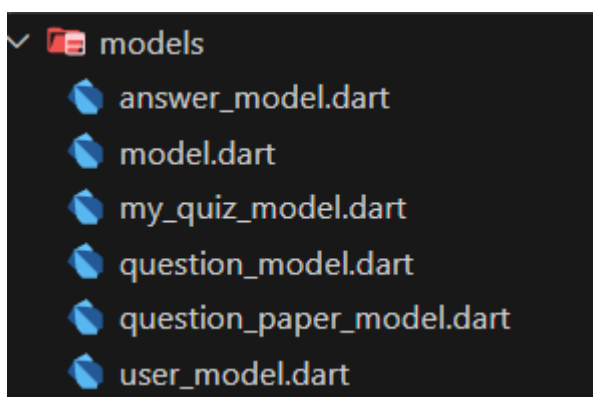 models
answer_model.dart
model.dart
my_quiz_model.dart
question_model.dart
question_paper_model.dart
user_model.dart